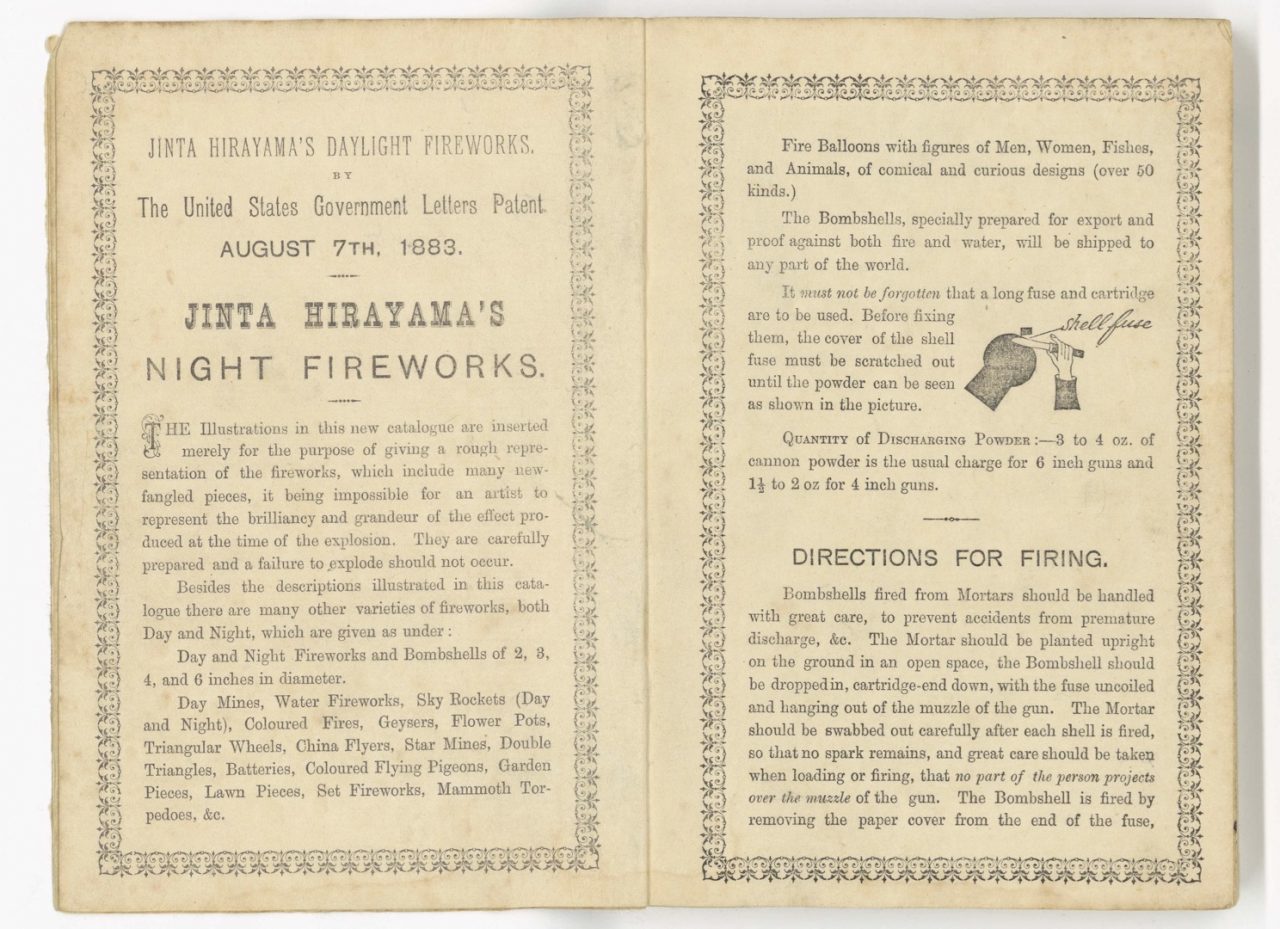 JINTA HIRAYAMA'S DAYLIGHT FIREWORKS.
BY
The United States Government Letters Patent.
AUGUST 7TH, 1883.
JINTA HIRAYAMA'S
NIGHT FIREWORKS.
THE Illustrations in this new catalogue are inserted
merely for the purpose of giving a rough repre-
sentation of the fireworks, which include many new-
fangled pieces, it being impossible for an artist to
represent the brilliancy and grandeur of the effect pro-
duced at the time of the explosion. They are carefully
prepared and a failure to explode should not occur.
Besides the descriptions illustrated in this cata-
logue there are many other varieties of fireworks, both
Day and Night, which are given as under :
Day and Night Fireworks and Bombshells of 2, 3,
4, and 6 inches in diameter.
Day Mines, Water Fireworks, Sky Rockets (Day
and Night), Coloured Fires, Geysers, Flower Pots,
Triangular Wheels, China Flyers, Star Mines, Double
Triangles, Batteries, Coloured Flying Pigeons, Garden
Pieces, Lawn Pieces, Set Fireworks, Mammoth Tor-
pedoes, &c.
Fire Balloons with figures of Men, Women, Fishes,
and Animals, of comical and curious designs (over 50
kinds.)
The Bombshells, specially prepared for export and
proof against both fire and water, will be shipped to
any part of the world.
It must not be forgotten that a long fuse and cartridge
are to be used. Before fixing
them, the cover of the shell
fuse must be scratched out
until the powder can be seen
as shown in the picture.
shell fuse
QUANTITY of DISCHARGING POWDER :—3 to 4 oz. of
cannon powder is the usual charge for 6 inch guns and
1½ to 2 oz for 4 inch guns.
DIRECTIONS FOR FIRING.
Bombshells fired from Mortars should be handled
with great care, to prevent accidents from premature
discharge, &c. The Mortar should be planted upright
on the ground in an open space, the Bombshell should
be dropped in, cartridge-end down, with the fuse uncoiled
and hanging out of the muzzle of the gun. The Mortar
should be swabbed out carefully after each shell is fired,
so that no spark remains, and great care should be taken
when loading or firing, that no part of the person projects
over the muzzle of the gun. The Bombshell is fired by
removing the paper cover from the end of the fuse,